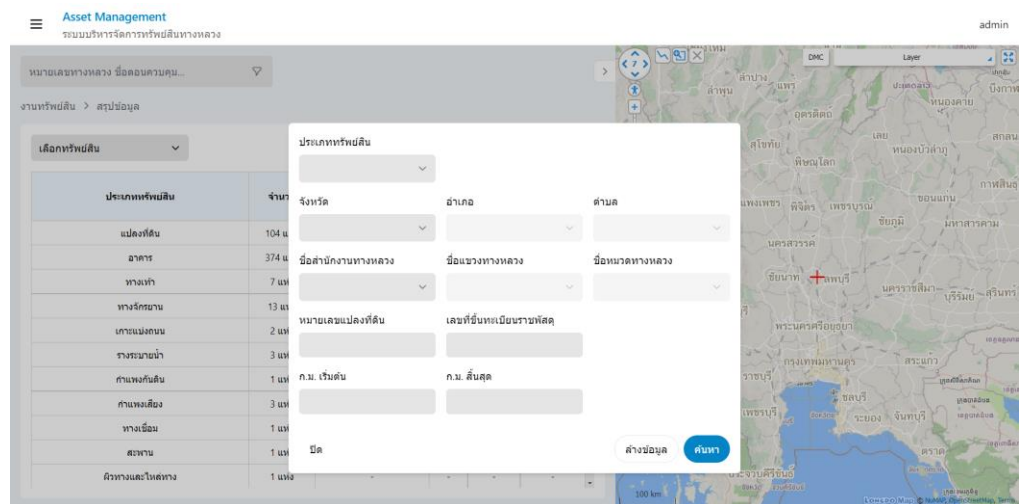 Asset Management
ระบบบริหารจัดการทรัพย์สินทางหลวง
admin
หมายเลขทางหลวง ชื่อตอนควบคุม...
งานทรัพย์สิน > สรุปข้อมูล
เลือกทรัพย์สิน
ประเภททรัพย์สิน
แปลงที่ดิน 104
อาคาร 374
ทางเท้า 7
ทางจักรยาน 13
เกาะแบ่งถนน 2
รางระบายน้ำ 3
กำแพงกันดิน 1
กำแพงเสียง 3
ทางเชื่อม 1
สะพาน 1
ผิวทางและไหล่ทาง 1 แห่ง
ประเภททรัพย์สิน
จังหวัด อำเภอ ตำบล
ชื่อสำนักงานทางหลวง ชื่อแขวงทางหลวง ชื่อหมวดทางหลวง
หมายเลขแปลงที่ดิน เลขที่ขึ้นทะเบียนราชพัสดุ
ก.ม. เริ่มต้น ก.ม. สิ้นสุด
ปิด ล้างข้อมูล ค้นหา
7
DMC Layer
ลำปาง
ลำพูน
แพร่
บึงกาฬ
หนองคาย
อุตรดิตถ์
เลย
สุโขทัย
หนองบัวลำภู
พิษณุโลก
กาฬสินธุ์
ขอนแก่น
พิจิตร
เพชรบูรณ์
ชัยภูมิ
มหาสารคาม
นครสวรรค์
ชัยนาท
ลพบุรี
นครราชสีมา
บุรีรัมย์
สุรินทร์
พระนครศรีอยุธยา
กรุงเทพมหานคร
สระแก้ว
ราชบุรี
ชลบุรี
เพชรบุรี
ระยอง
จันทบุรี
ตราด
100 km